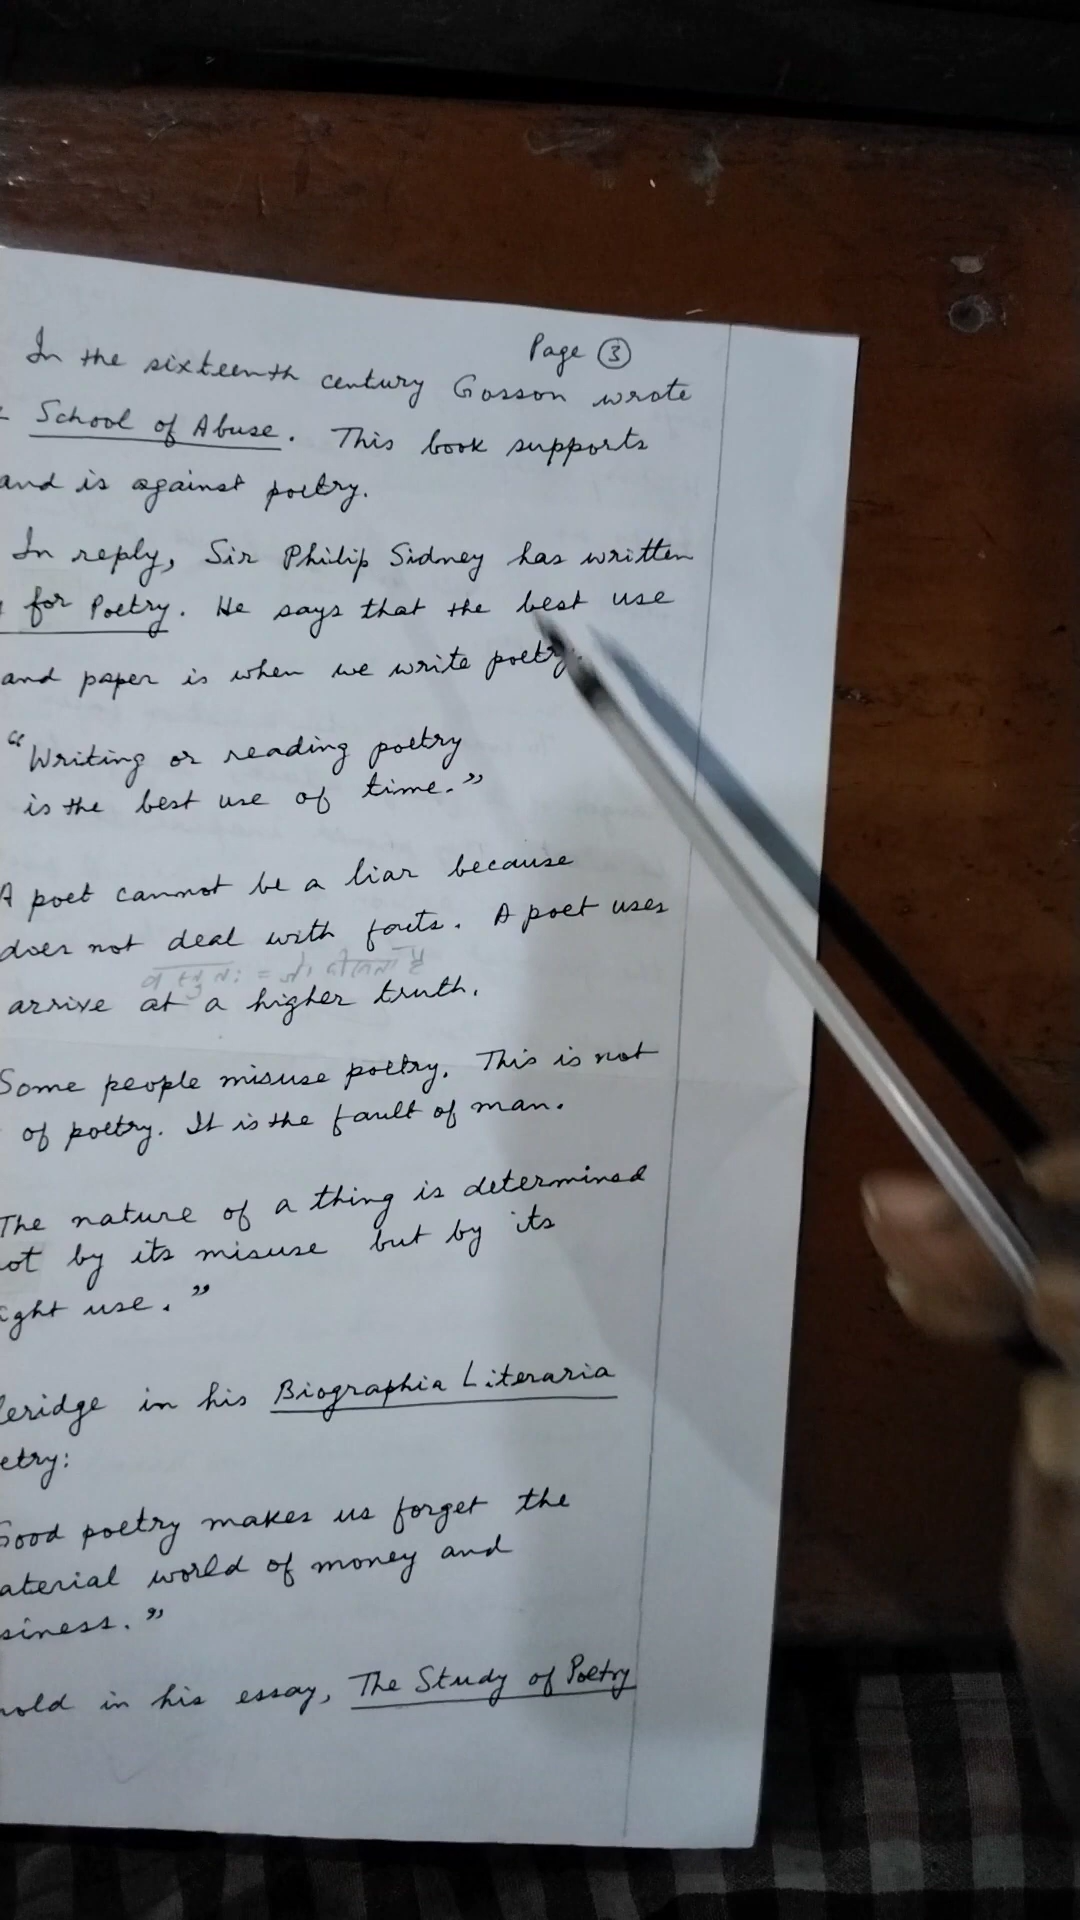 Page 3
In the sixteenth century Gosson wrote
School of Abuse. This book supports
and is against poetry.
In reply, Sir Philip Sidney has written
for Poetry. He says that the best use
and paper is when we write poetry.
“Writing or reading poetry
is the best use of time.”
A poet cannot be a liar because
does not deal with facts. A poet uses
arrive at a higher truth.
Some people misuse poetry. This is not
of poetry. It is the fault of man.
The nature of a thing is determined
ot by its misuse but by its
ight use.”
leridge in his Biographia Literaria
etry:
Good poetry makes us forget the
aterial world of money and
siness.”
nold in his essay, The Study of Poetry